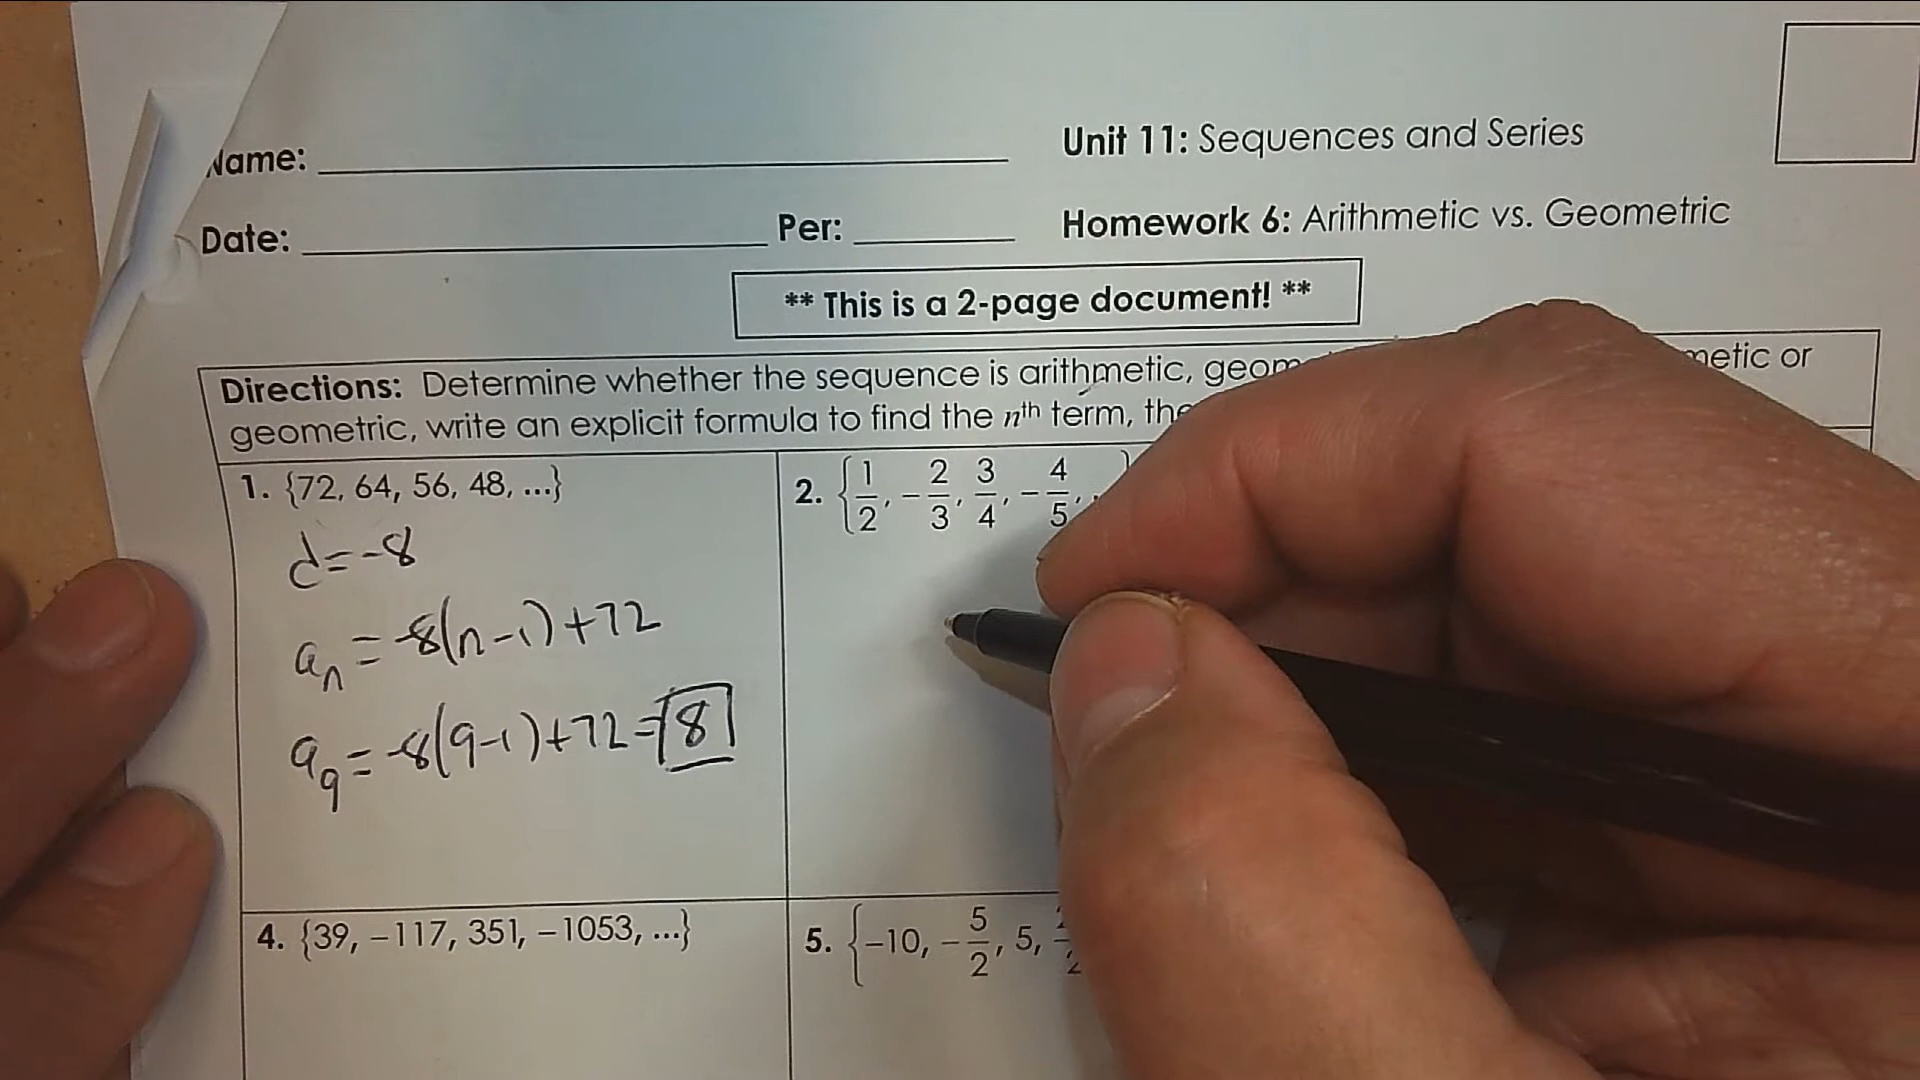 Name:
Unit 11: Sequences and Series
Date: Per:
Homework 6: Arithmetic vs. Geometric
** This is a 2-page document! **
Directions: Determine whether the sequence is arithmetic, or
geometric, write an explicit formula to find the nth term,
1. {72, 64, 56, 48, ...}
d=-8
aₙ = -8(n-1)+72
a₉ = -8(9-1)+72=8
2. {1/2, -2/3, 3/4, -4/5,
4. {39, -117, 351, -1053, ...}
5. {-10, -5/2, 5,